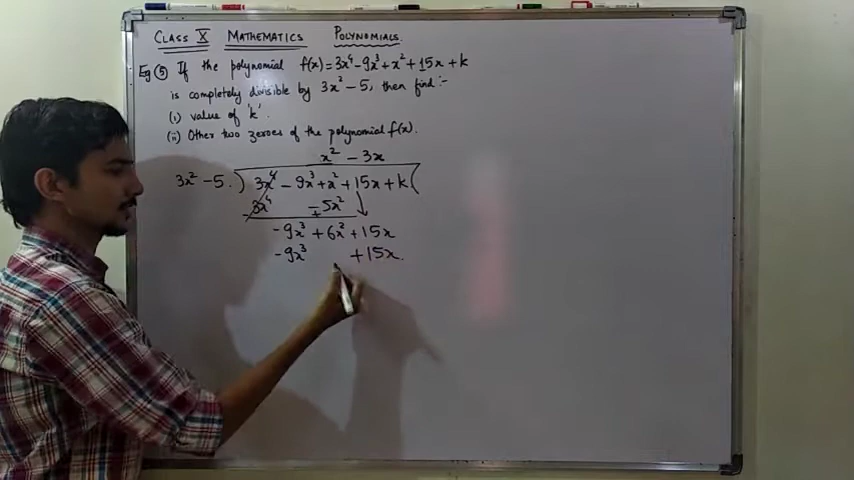 CLASS X MATHEMATICS POLYNOMIALS.
Eg ⑤ If the polynomial f(x) = 3x⁴ - 9x³ + x² + 15x + k
is completely divisible by 3x² - 5, then find :-
(i) value of 'k'.
(ii) Other two zeroes of the polynomial f(x).
x² - 3x
3x² - 5 ) 3x⁴ - 9x³ + x² + 15x + k (
3x⁴ - 5x²
- +
-9x³ + 6x² + 15x
-9x³ + 15x.